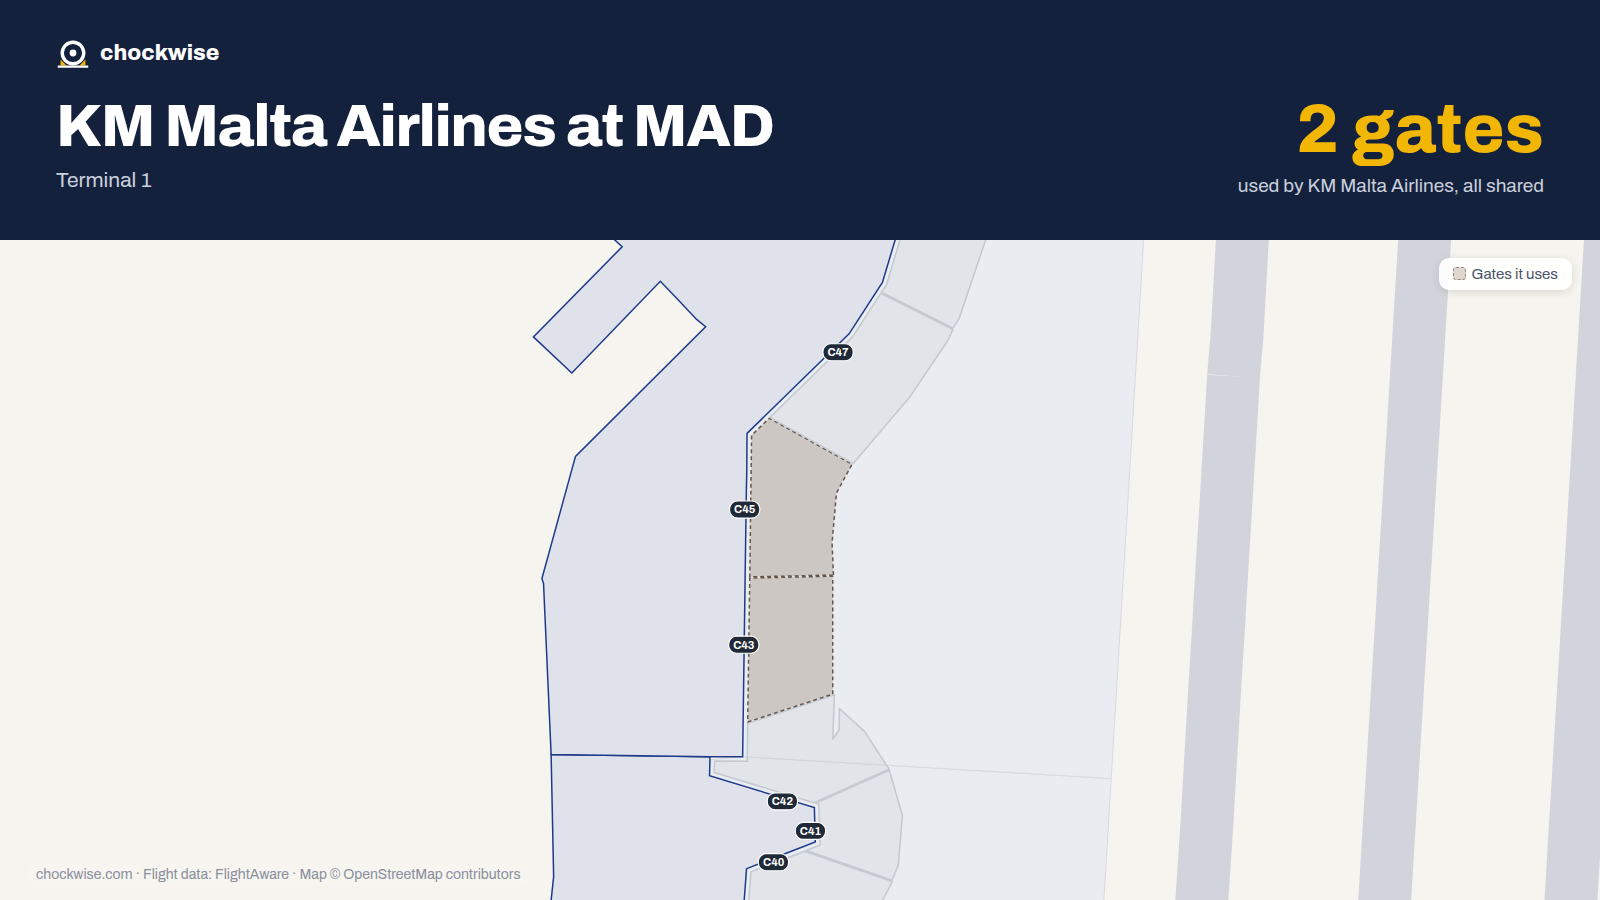 chockwise
KM Malta Airlines at MAD
Terminal 1
2 gates
used by KM Malta Airlines, all shared
Gates it uses
C47
C45
C43
C42
C41
C40
chockwise.com · Flight data: FlightAware · Map © OpenStreetMap contributors